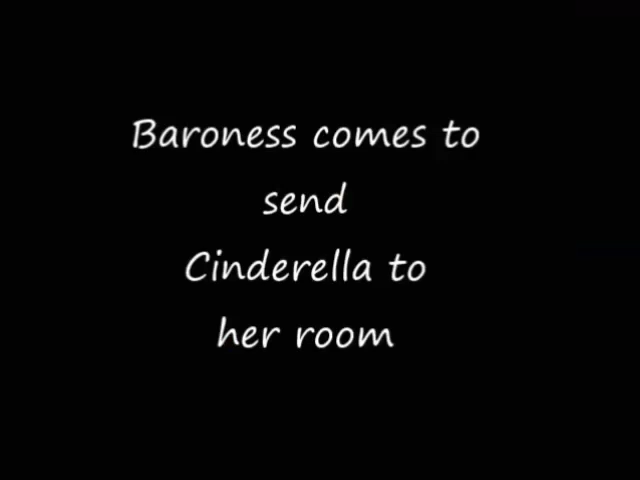 Baroness comes to
send
Cinderella to
her room